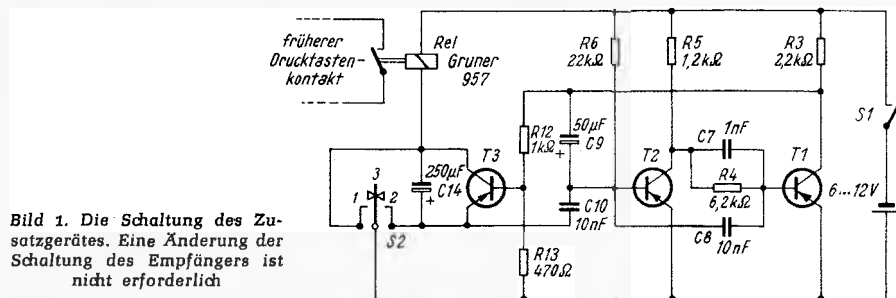 früherer
Drucktasten-
kontakt
Rel
Gruner
957
R6
22kΩ
R5
1,2kΩ
R3
2,2kΩ
S1
R12
1kΩ
50μF
C9
+
T3
250μF
C14
+
3
1
2
S2
C10
10nF
T2
C7
1nF
R4
6,2kΩ
C8
10nF
T1
6...12V
R13
470Ω
Bild 1. Die Schaltung des Zu-
satzgerätes. Eine Änderung der
Schaltung des Empfängers ist
nicht erforderlich